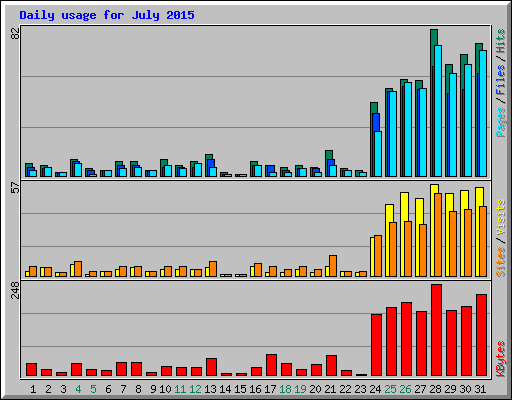 Daily usage for July 2015
82
Pages/Files/Hits
57
Sites/Visits
248
KBytes
1 2 3 4 5 6 7 8 9 10 11 12 13 14 15 16 17 18 19 20 21 22 23 24 25 26 27 28 29 30 31